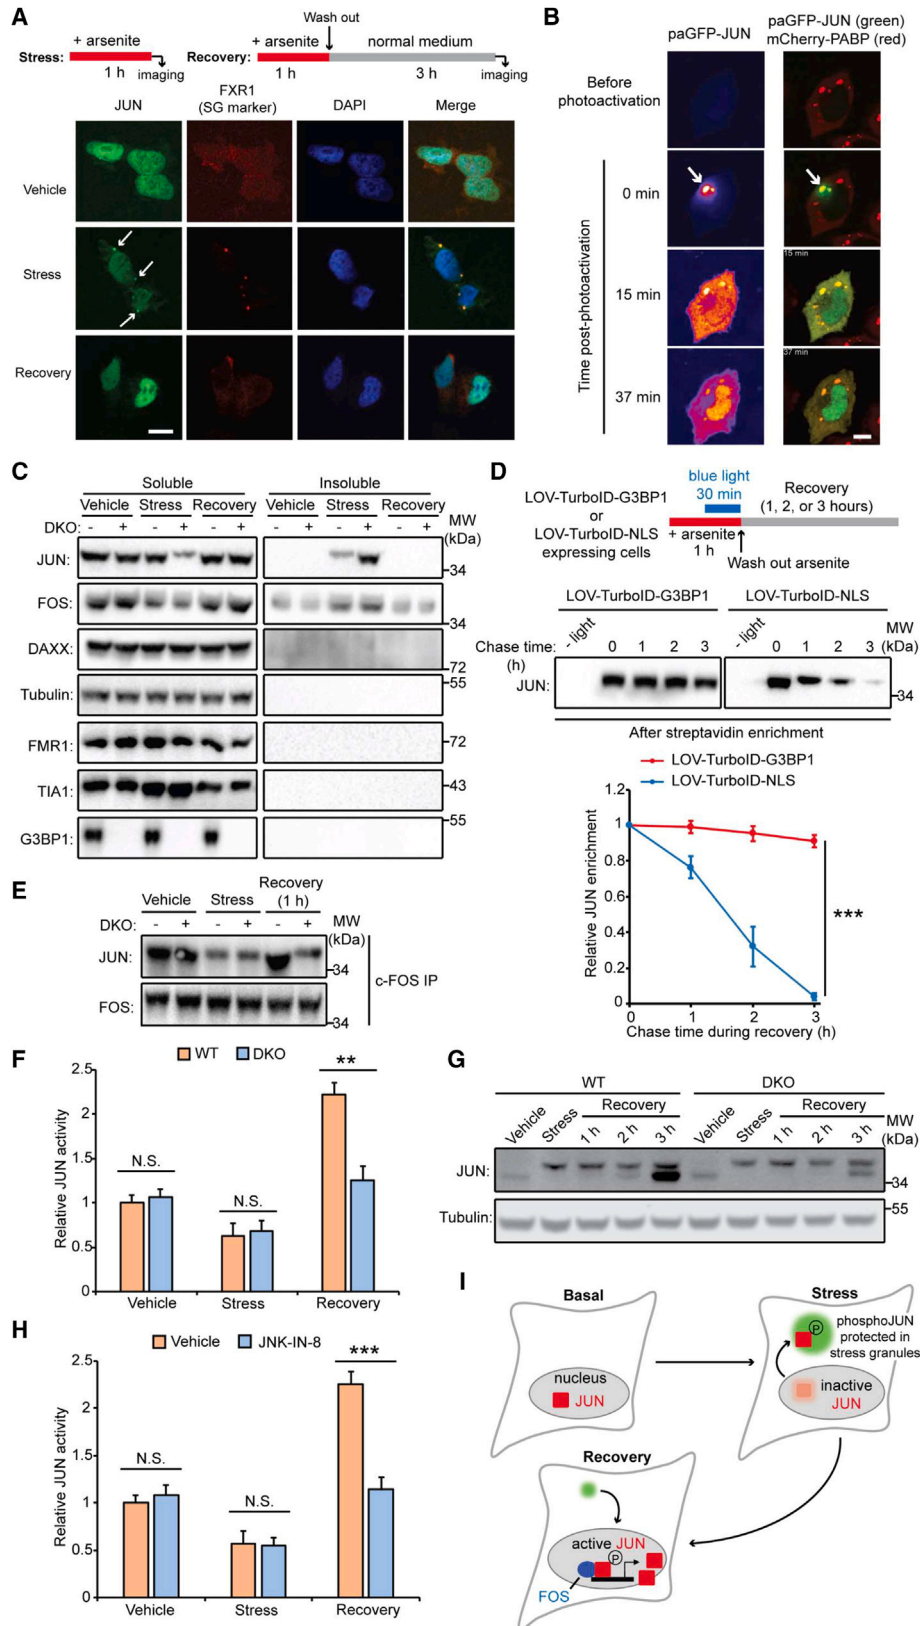 A
Wash out
+ arsenite
+ arsenite
normal medium
Stress:
Recovery:
1 h
imaging
1 h
3 h
imaging
JUN
FXR1
(SG marker)
DAPI
Merge
Vehicle
Stress
Recovery
B
paGFP-JUN
paGFP-JUN (green)
mCherry-PABP (red)
Before
photoactivation
Time post-photoactivation
0 min
15 min
15 min
37 min
37 min
C
Soluble
Insoluble
Vehicle Stress Recovery
Vehicle Stress Recovery
DKO: - + - + - + - + - + - +
MW
(kDa)
JUN:
34
FOS:
34
DAXX:
72
Tubulin:
55
FMR1:
72
TIA1:
43
G3BP1:
55
D
LOV-TurboID-G3BP1
or
LOV-TurboID-NLS
expressing cells
blue light
30 min
Recovery
(1, 2, or 3 hours)
+ arsenite
1 h
Wash out arsenite
LOV-TurboID-G3BP1
LOV-TurboID-NLS
Chase time:
(h)
- light 0 1 2 3
- light 0 1 2 3
MW
(kDa)
JUN:
34
After streptavidin enrichment
LOV-TurboID-G3BP1
LOV-TurboID-NLS
Relative JUN enrichment
1.2
1
0.8
0.6
0.4
0.2
0
***
0 1 2 3
Chase time during recovery (h)
E
Vehicle
Stress
Recovery
(1 h)
DKO: - + - + - +
MW
(kDa)
JUN:
34
FOS:
34
c-FOS IP
F
WT
DKO
Relative JUN activity
2.5
2
1.5
1
0.5
0
N.S.
N.S.
**
Vehicle
Stress
Recovery
G
WT
DKO
Recovery
Recovery
Vehicle Stress 1 h 2 h 3 h
Vehicle Stress 1 h 2 h 3 h
MW
(kDa)
JUN:
34
Tubulin:
55
H
Vehicle
JNK-IN-8
Relative JUN activity
2.5
2
1.5
1
0.5
0
N.S.
N.S.
***
Vehicle
Stress
Recovery
I
Basal
nucleus
JUN
Stress
P
phosphoJUN
protected in
stress granules
inactive
JUN
Recovery
active JUN
P
FOS